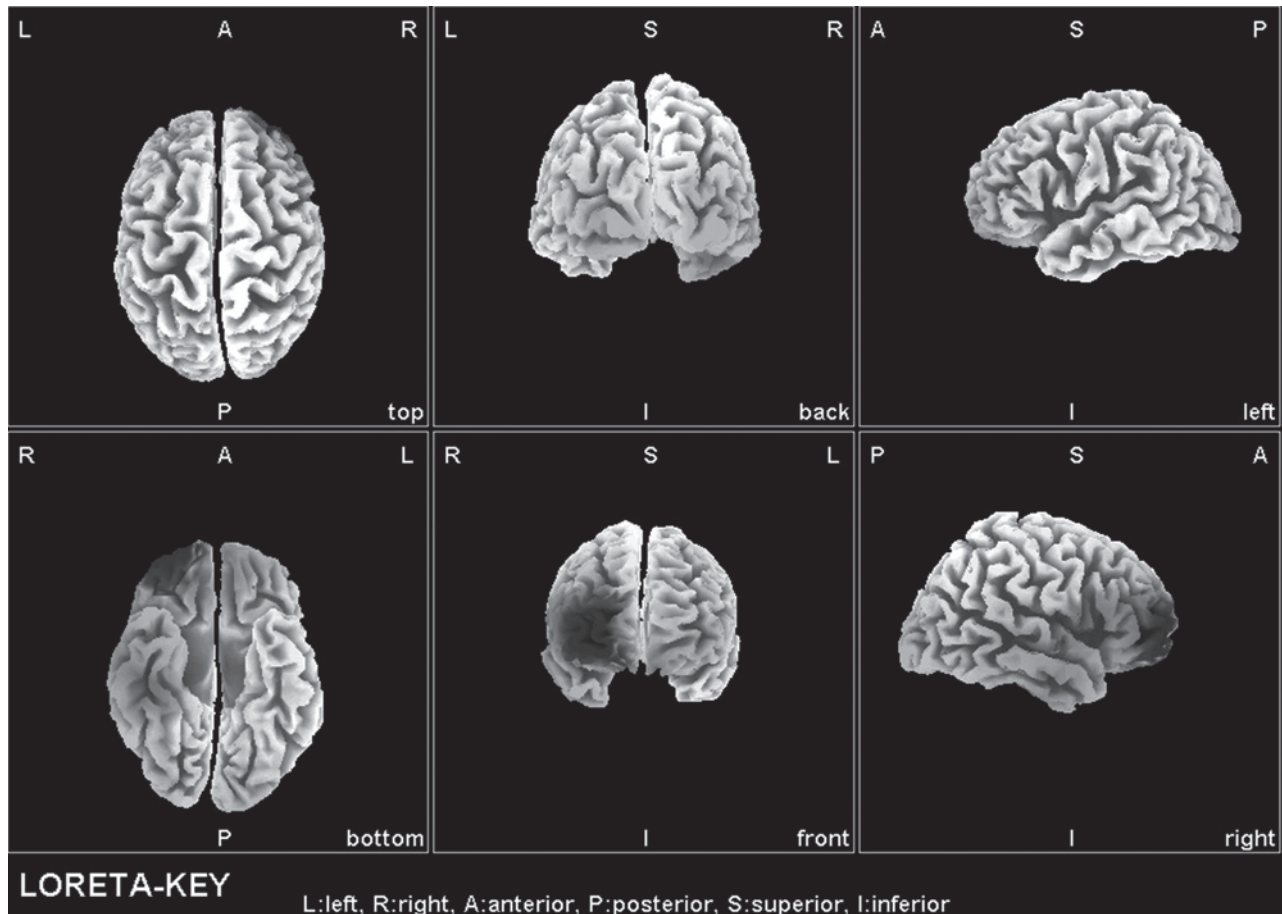 L A R
P top
L S R
I back
A S P
I left
R A L
P bottom
R S L
I front
P S A
I right
LORETA-KEY
L:left, R:right, A:anterior, P:posterior, S:superior, I:inferior